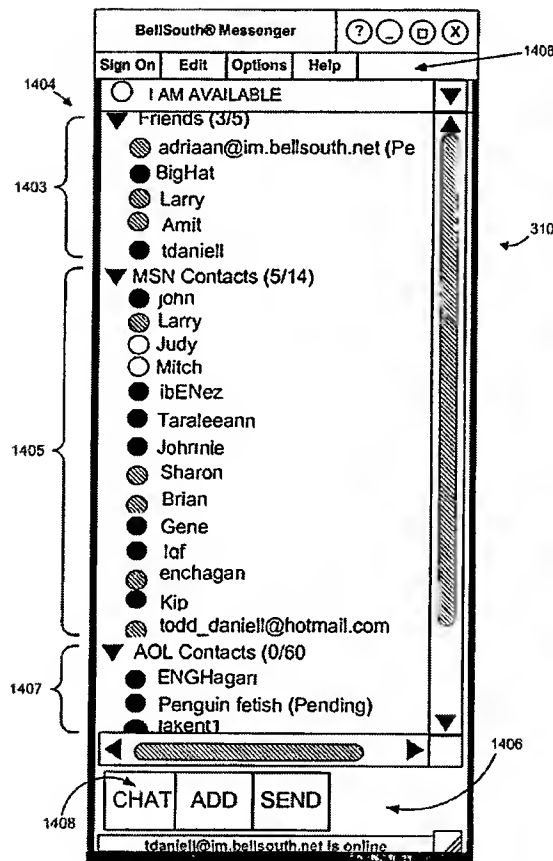 BellSouth® Messenger ? _ X
Sign On Edit Options Help
1408
1404
I AM AVAILABLE
Friends (3/5)
adriaan@im.bellsouth.net (Pe
1403
BigHat
Larry
Amit
tdaniell
310
MSN Contacts (5/14)
john
Larry
Judy
Mitch
ibENez
Taraleeann
1405
Johnnie
Sharon
Brian
Gene
enchagan
Kip
todd_daniell@hotmail.com
AOL Contacts (0/60
ENGHagan
1407
Penguin fetish (Pending)
lakent1
1406
CHAT ADD SEND
1408
tdaniell@im.bellsouth.net is online